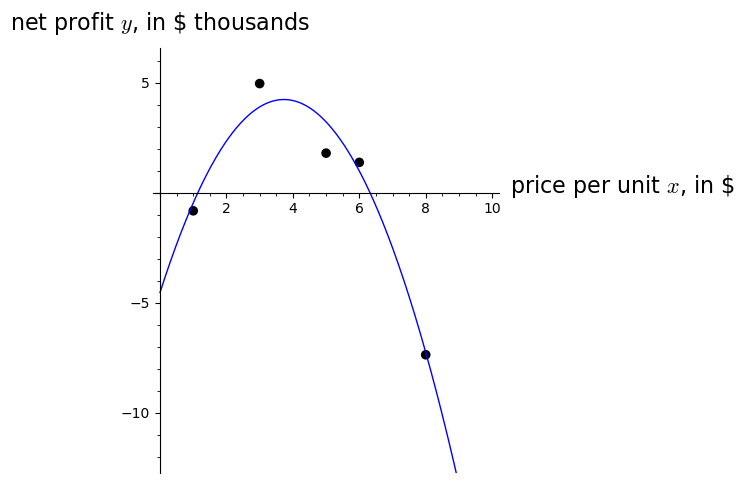 net profit y, in $ thousands
5
price per unit x, in $
2 4 6 8 10
−5
−10